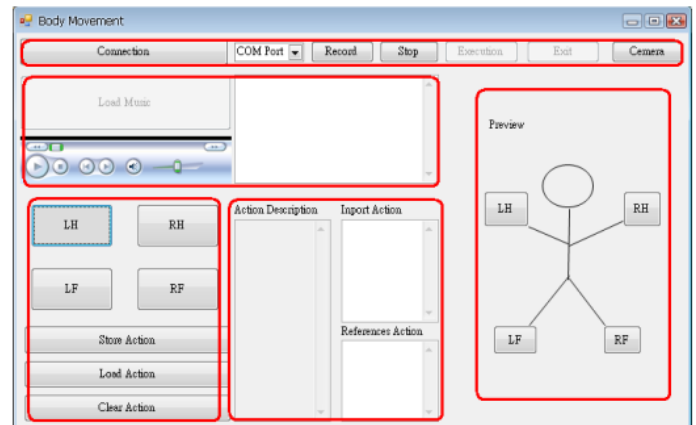 Body Movement
Connection COM Port Record Stop Execution Exit Camera
Load Music
Preview
LH RH
LF RF
Store Action
Load Action
Clear Action
Action Description Inport Action
References Action
LH RH
LF RF